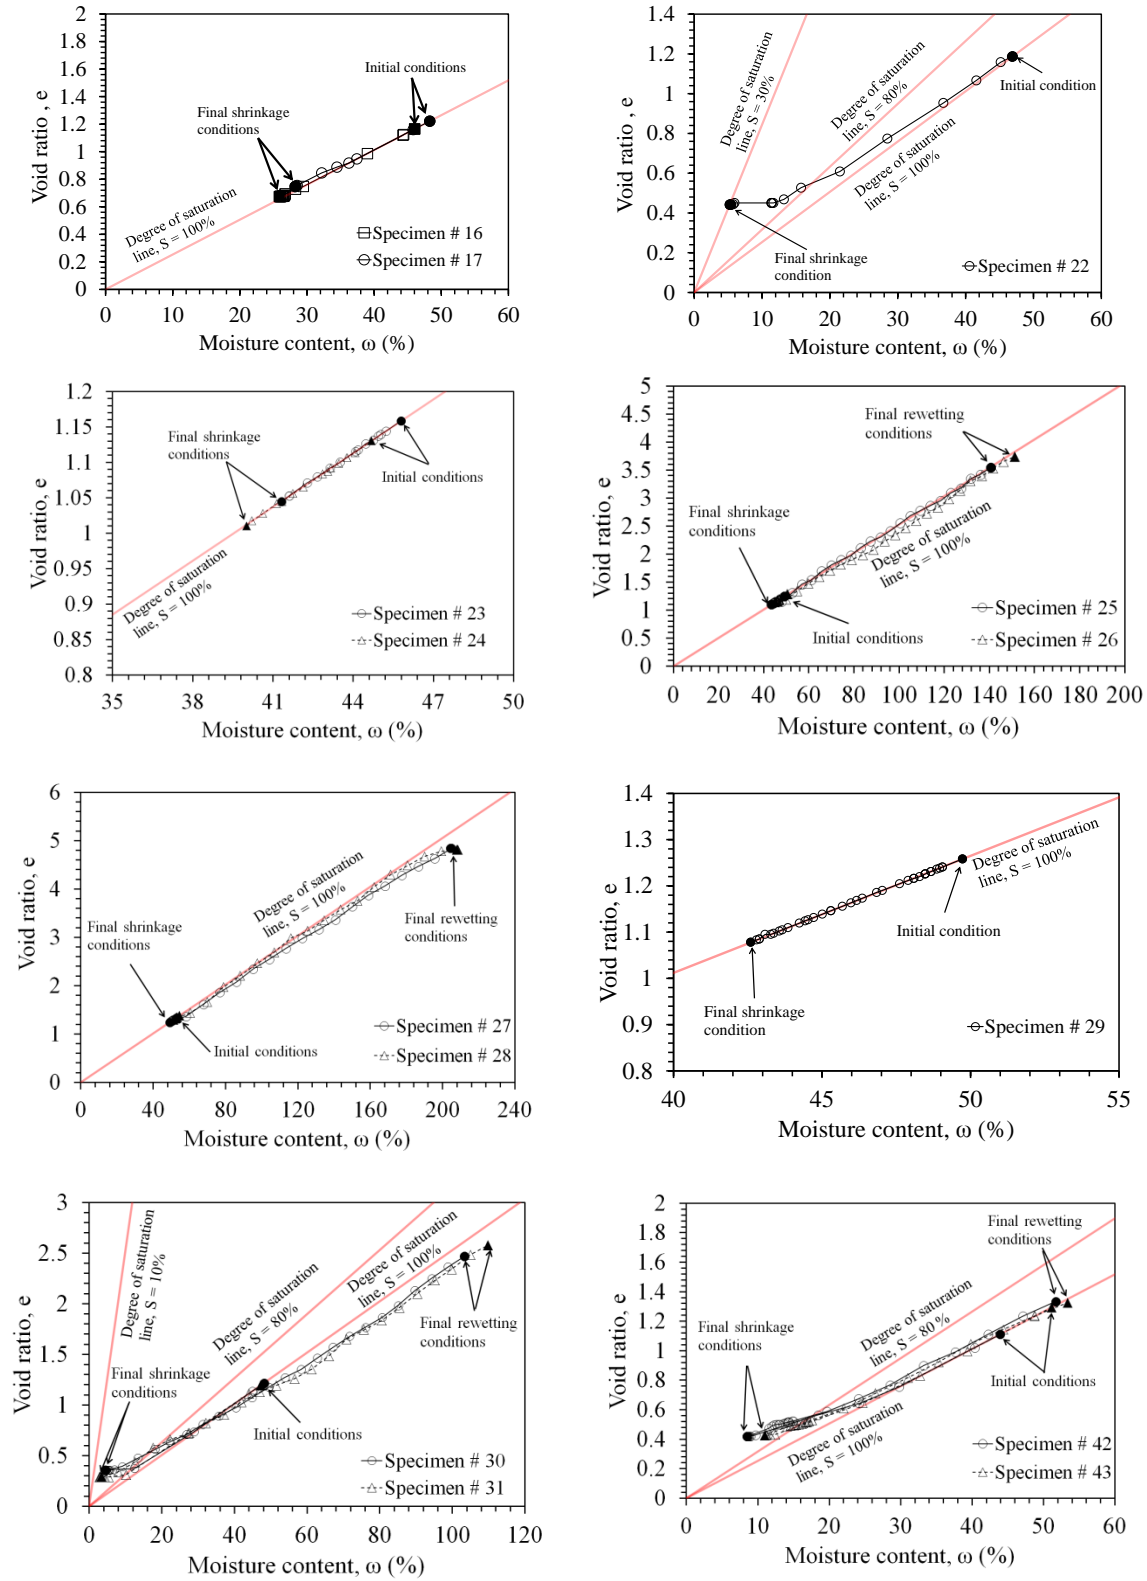 2
1.8
1.6
1.4
1.2
1
0.8
0.6
0.4
0.2
0
Void ratio, e
Initial conditions
Final shrinkage
conditions
Degree of saturation
line, S = 100%
Specimen # 16
Specimen # 17
0 10 20 30 40 50 60
Moisture content, ω (%)
1.4
1.2
1
0.8
0.6
0.4
0.2
0
Void ratio , e
Degree of saturation
line, S = 30%
Degree of saturation
line, S = 80%
Degree of saturation
line, S = 100%
Initial condition
Final shrinkage
condition
Specimen # 22
0 10 20 30 40 50 60
Moisture content, ω (%)
1.2
1.15
1.1
1.05
1
0.95
0.9
0.85
0.8
Void ratio, e
Final shrinkage
conditions
Initial conditions
Degree of saturation
line, S = 100%
Specimen # 23
Specimen # 24
35 38 41 44 47 50
Moisture content, ω (%)
5
4.5
4
3.5
3
2.5
2
1.5
1
0.5
0
Void ratio, e
Final rewetting
conditions
Final shrinkage
conditions
Degree of saturation
line, S = 100%
Initial conditions
Specimen # 25
Specimen # 26
0 20 40 60 80 100 120 140 160 180 200
Moisture content, ω (%)
6
5
4
3
2
1
0
Void ratio, e
Degree of saturation
line, S = 100%
Final shrinkage
conditions
Final rewetting
conditions
Initial conditions
Specimen # 27
Specimen # 28
0 40 80 120 160 200 240
Moisture content, ω (%)
1.4
1.3
1.2
1.1
1
0.9
0.8
Void ratio, e
Degree of saturation
line, S = 100%
Initial condition
Final shrinkage
condition
Specimen # 29
40 45 50 55
Moisture content, ω (%)
3
2.5
2
1.5
1
0.5
0
Void ratio, e
Degree of saturation
line, S = 10%
Degree of saturation
line, S = 80%
Degree of saturation
line, S = 100%
Final rewetting
conditions
Final shrinkage
conditions
Initial conditions
Specimen # 30
Specimen # 31
0 20 40 60 80 100 120
Moisture content, ω (%)
2
1.8
1.6
1.4
1.2
1
0.8
0.6
0.4
0.2
0
Void ratio, e
Final rewetting
conditions
Degree of saturation
line, S = 80%
Final shrinkage
conditions
Initial conditions
Degree of saturation
line, S = 100%
Specimen # 42
Specimen # 43
0 10 20 30 40 50 60
Moisture content, ω (%)